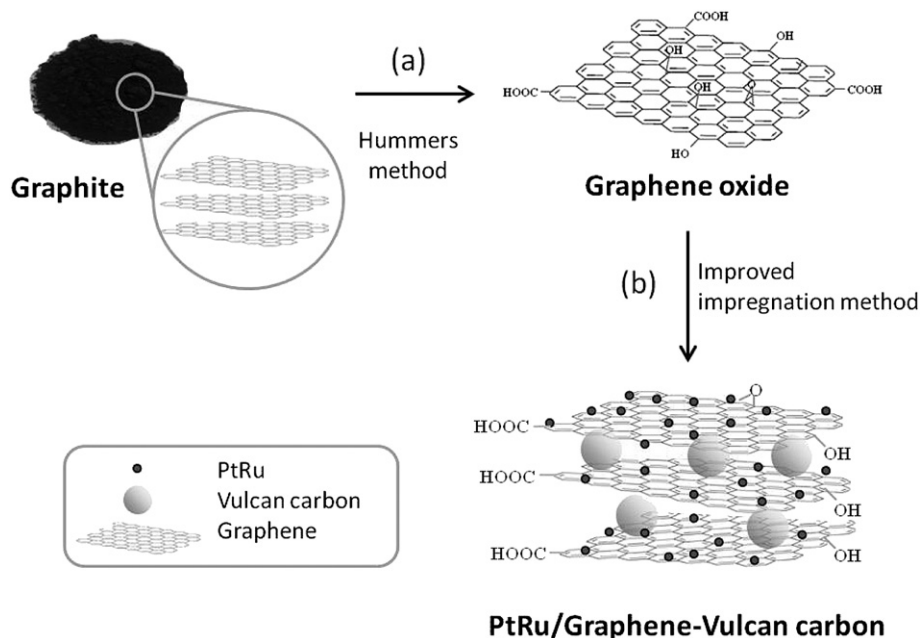 (a)
Hummers
method
Graphite
COOH
OH
OH
O
HOOC
OH
COOH
HO
Graphene oxide
(b)
Improved
impregnation method
PtRu
Vulcan carbon
Graphene
O
HOOC
OH
HOOC
OH
HOOC
OH
PtRu/Graphene-Vulcan carbon